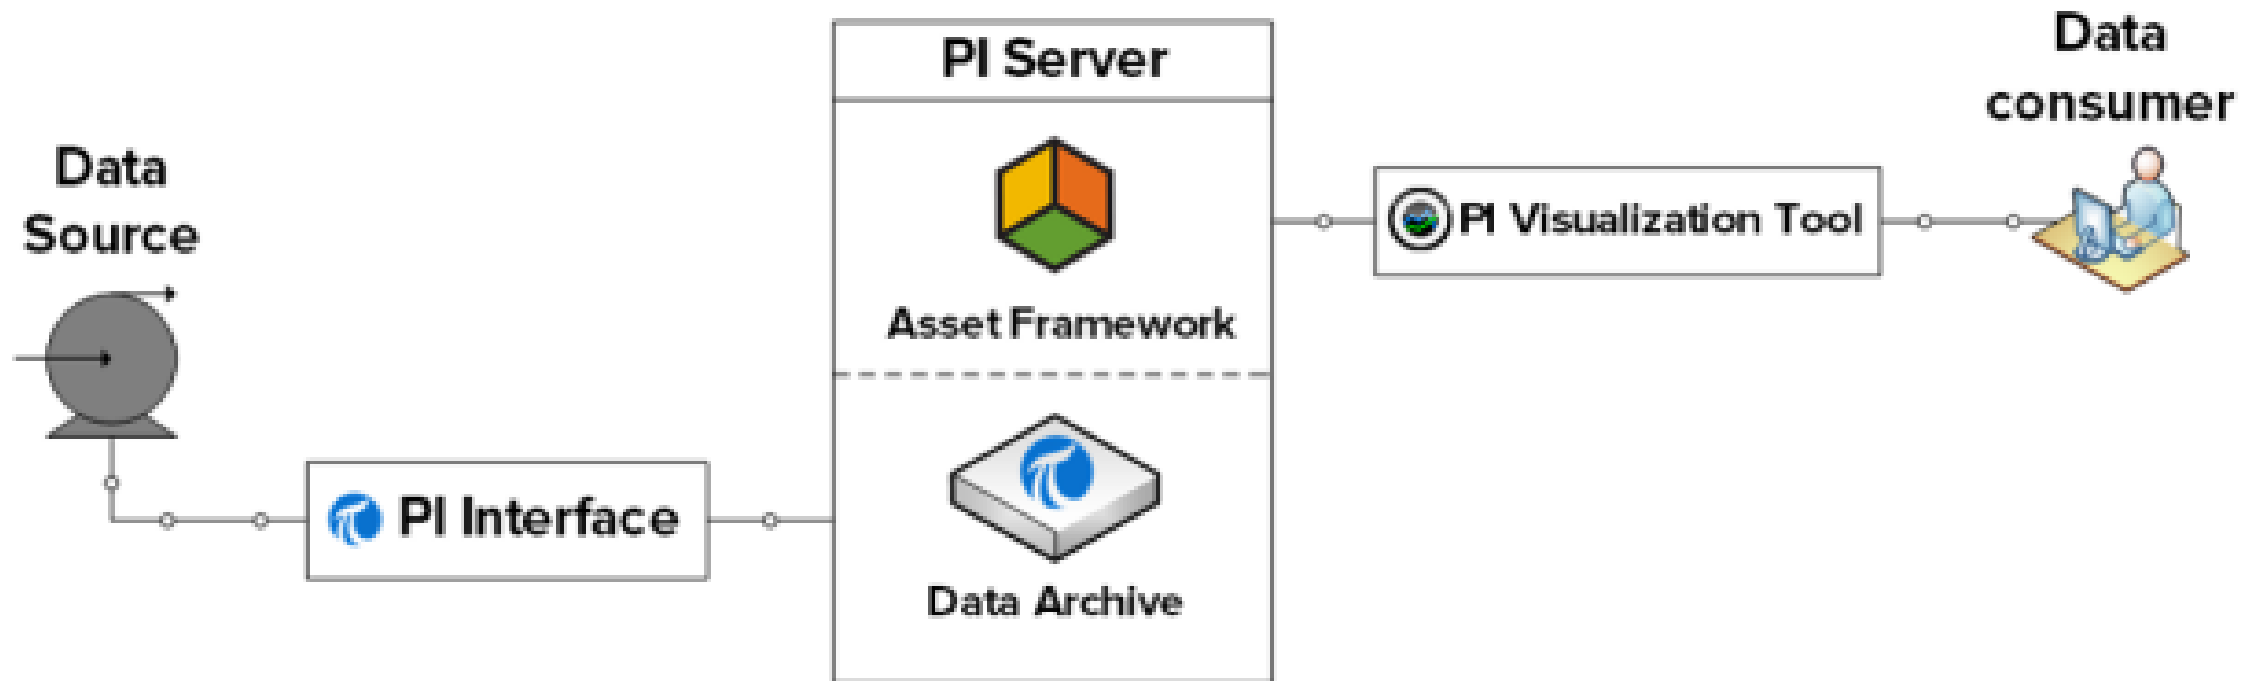 Data
Source
PI Interface
PI Server
Asset Framework
Data Archive
PI Visualization Tool
Data
consumer